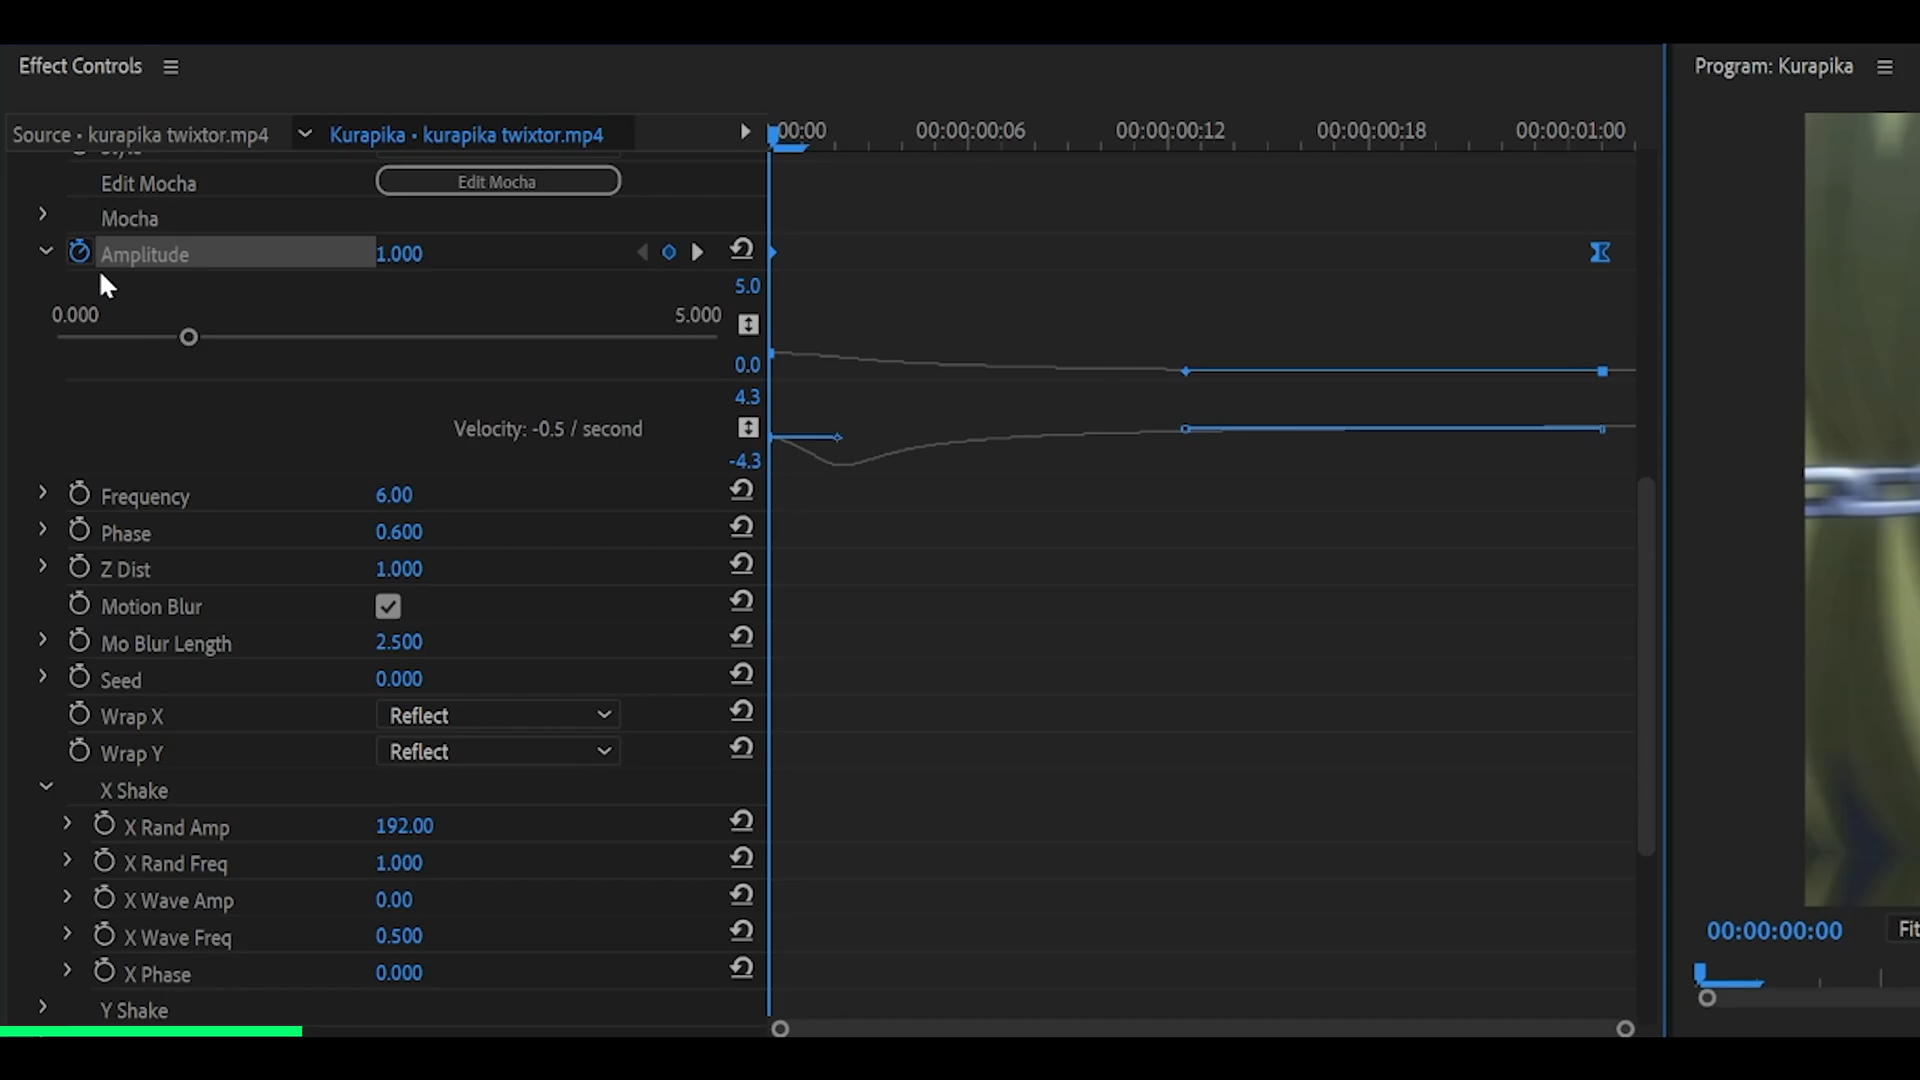 Effect Controls
Program: Kurapika
Source • kurapika twixtor.mp4
Kurapika • kurapika twixtor.mp4
:00:00
00:00:00:06
00:00:00:12
00:00:00:18
00:00:01:00
Edit Mocha
Edit Mocha
Mocha
Amplitude
1.000
5.0
0.000
5.000
0.0
4.3
Velocity: -0.5 / second
-4.3
Frequency
6.00
Phase
0.600
Z Dist
1.000
Motion Blur
Mo Blur Length
2.500
Seed
0.000
Wrap X
Reflect
Wrap Y
Reflect
X Shake
X Rand Amp
192.00
X Rand Freq
1.000
X Wave Amp
0.00
X Wave Freq
0.500
00:00:00:00
Fit
X Phase
0.000
Y Shake